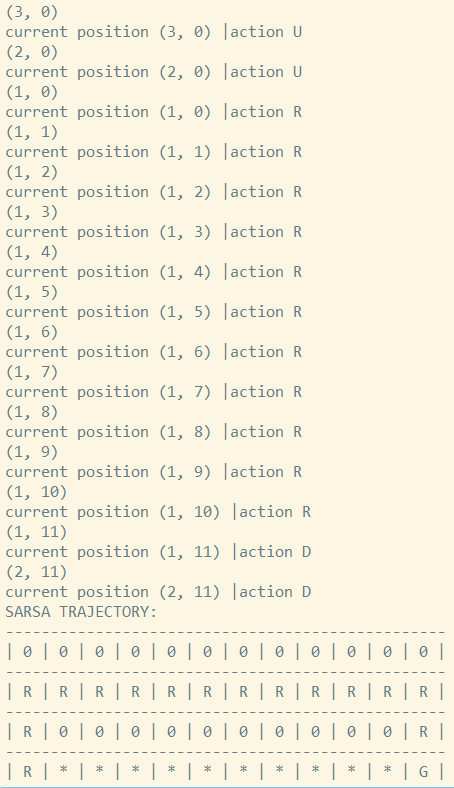 (3, 0)
current position (3, 0) |action U
(2, 0)
current position (2, 0) |action U
(1, 0)
current position (1, 0) |action R
(1, 1)
current position (1, 1) |action R
(1, 2)
current position (1, 2) |action R
(1, 3)
current position (1, 3) |action R
(1, 4)
current position (1, 4) |action R
(1, 5)
current position (1, 5) |action R
(1, 6)
current position (1, 6) |action R
(1, 7)
current position (1, 7) |action R
(1, 8)
current position (1, 8) |action R
(1, 9)
current position (1, 9) |action R
(1, 10)
current position (1, 10) |action R
(1, 11)
current position (1, 11) |action D
(2, 11)
current position (2, 11) |action D
SARSA TRAJECTORY:
-------------------------------------------------
| 0 | 0 | 0 | 0 | 0 | 0 | 0 | 0 | 0 | 0 | 0 | 0 |
-------------------------------------------------
| R | R | R | R | R | R | R | R | R | R | R | R |
-------------------------------------------------
| R | 0 | 0 | 0 | 0 | 0 | 0 | 0 | 0 | 0 | 0 | R |
-------------------------------------------------
| R | * | * | * | * | * | * | * | * | * | * | G |